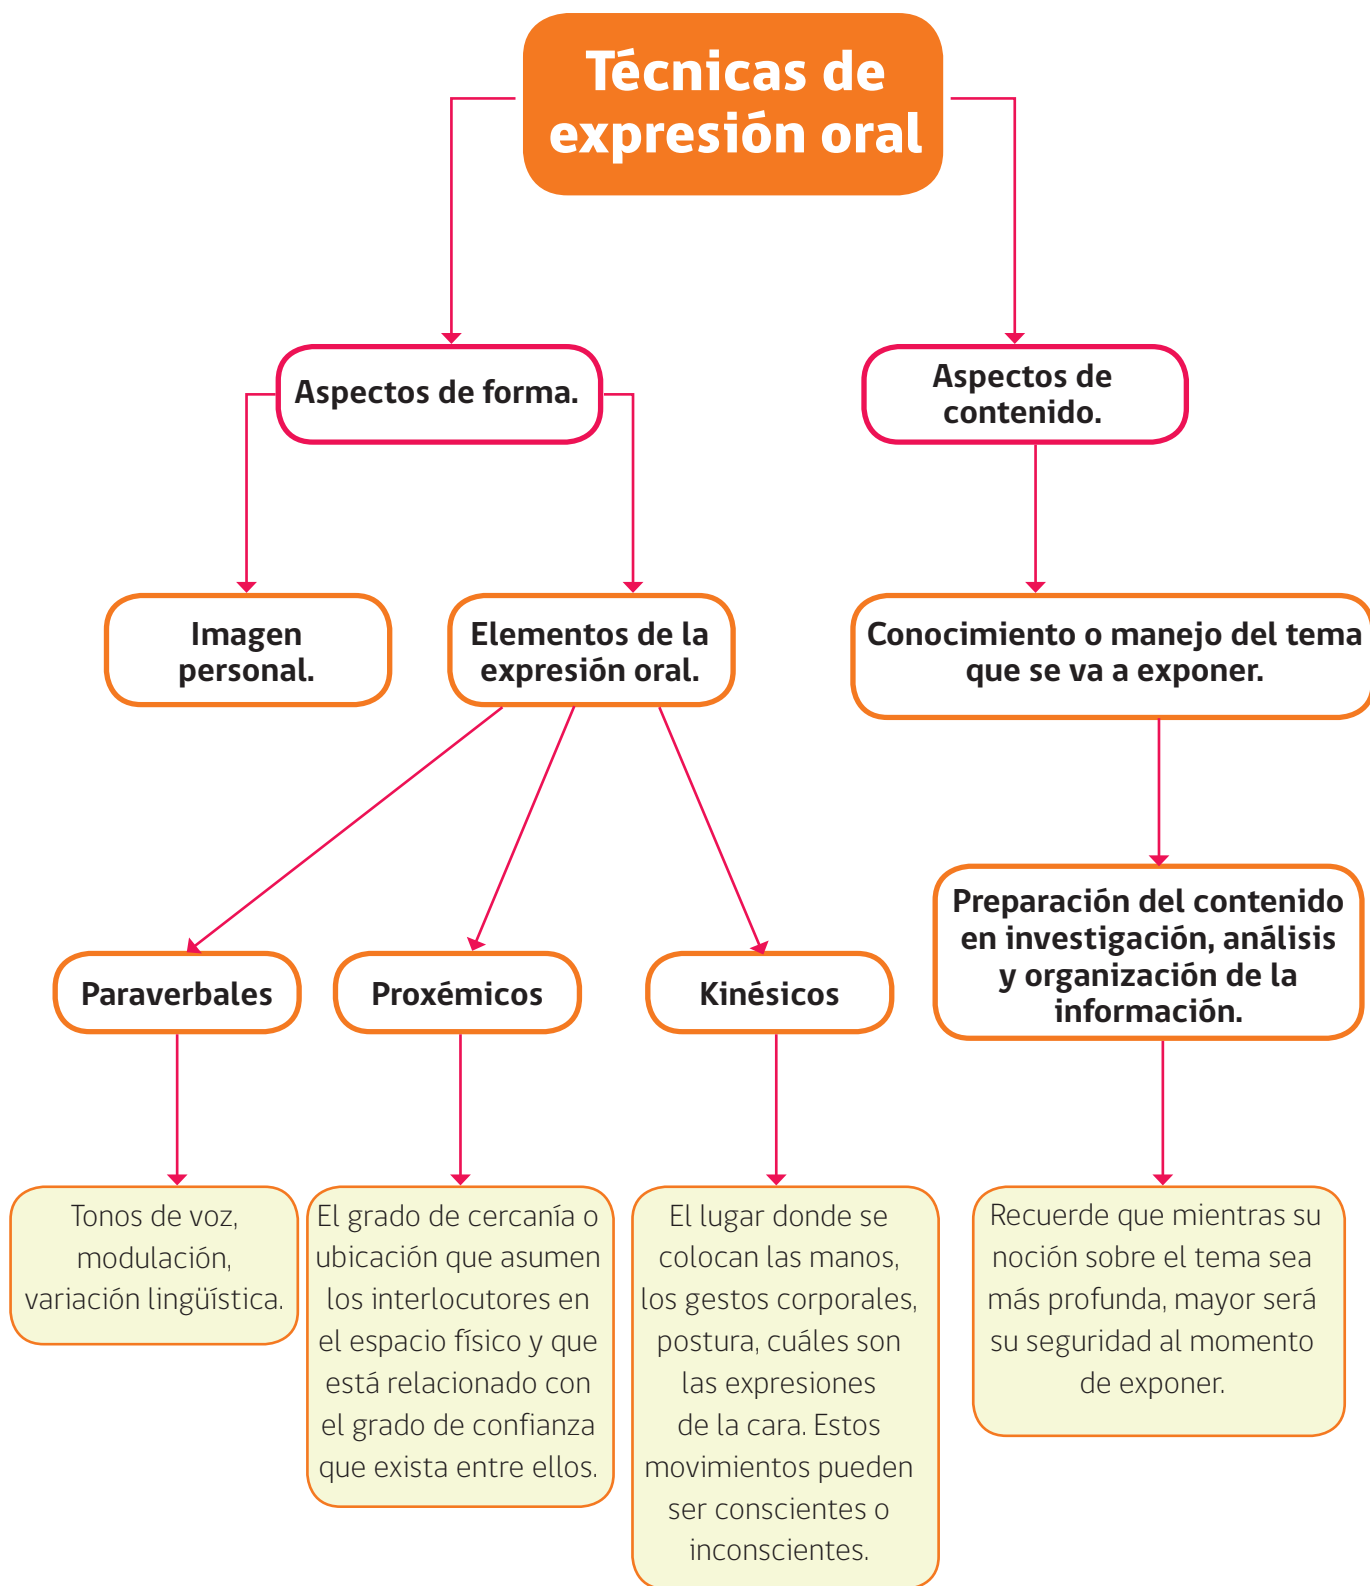 Técnicas de
expresión oral
Aspectos de forma.
Aspectos de
contenido.
Imagen
personal.
Elementos de la
expresión oral.
Conocimiento o manejo del tema
que se va a exponer.
Paraverbales
Proxémicos
Kinésicos
Preparación del contenido
en investigación, análisis
y organización de la
información.
Tonos de voz,
modulación,
variación lingüística.
El grado de cercanía o
ubicación que asumen
los interlocutores en
el espacio físico y que
está relacionado con
el grado de confianza
que exista entre ellos.
El lugar donde se
colocan las manos,
los gestos corporales,
postura, cuáles son
las expresiones
de la cara. Estos
movimientos pueden
ser conscientes o
inconscientes.
Recuerde que mientras su
noción sobre el tema sea
más profunda, mayor será
su seguridad al momento
de exponer.